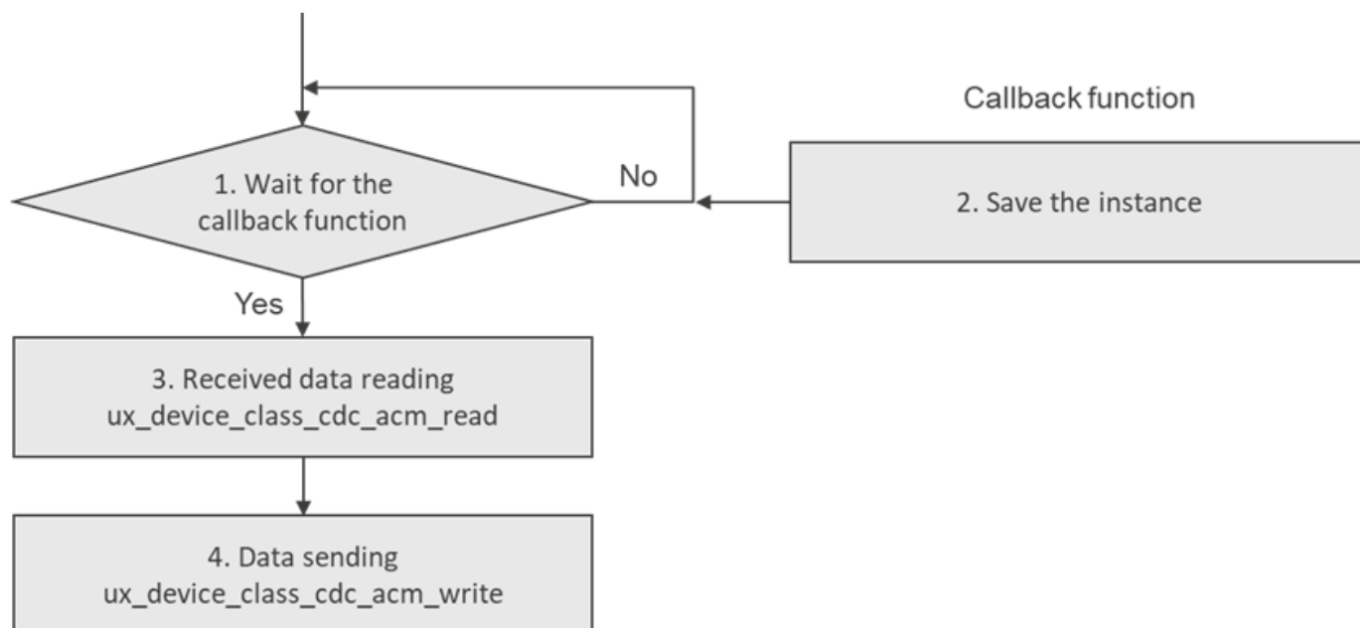 Callback function
1. Wait for the
callback function
No
2. Save the instance
Yes
3. Received data reading
ux_device_class_cdc_acm_read
4. Data sending
ux_device_class_cdc_acm_write